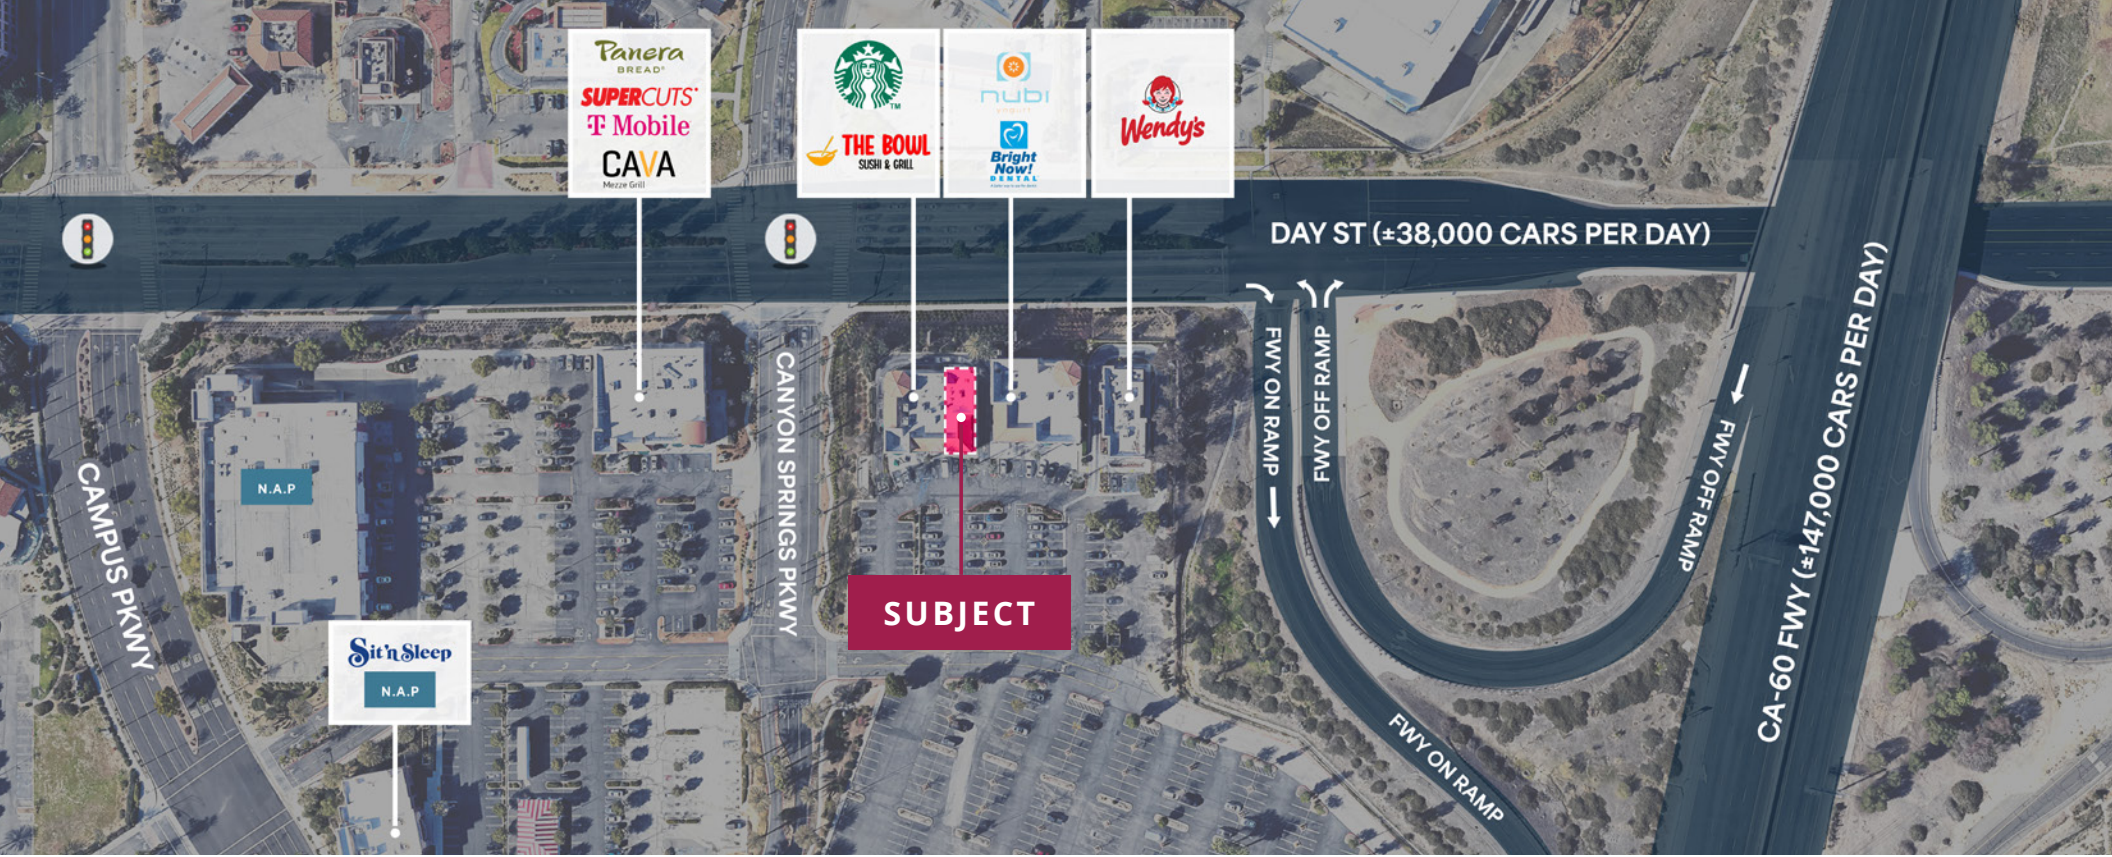 Panera
BREAD®
SUPERCUTS®
T Mobile
CAVA
Mezze Grill
TM
THE BOWL
SUSHI & GRILL
nubi
yogurt
Bright
Now!
DENTAL
Wendy's
DAY ST (±38,000 CARS PER DAY)
FWY ON RAMP
FWY OFF RAMP
CANYON SPRINGS PKWY
CAMPUS PKWY
N.A.P
SUBJECT
FWY OFF RAMP
CA-60 FWY (±147,000 CARS PER DAY)
Sit'n Sleep
N.A.P
FWY ON RAMP